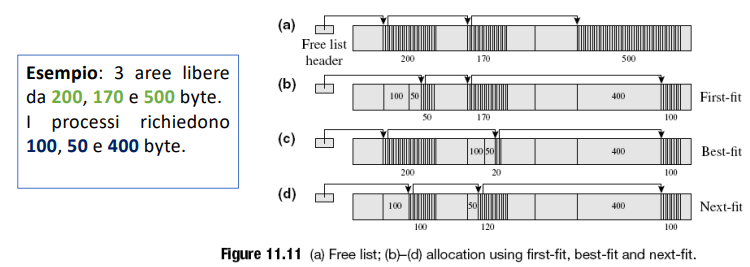 Esempio: 3 aree libere
da 200, 170 e 500 byte.
I processi richiedono
100, 50 e 400 byte.
(a)
Free list
header
200 170 500
(b)
100 50 400 First-fit
50 170 100
(c)
100 50 400 Best-fit
200 20 100
(d)
100 50 400 Next-fit
100 120 100
Figure 11.11 (a) Free list; (b)–(d) allocation using first-fit, best-fit and next-fit.